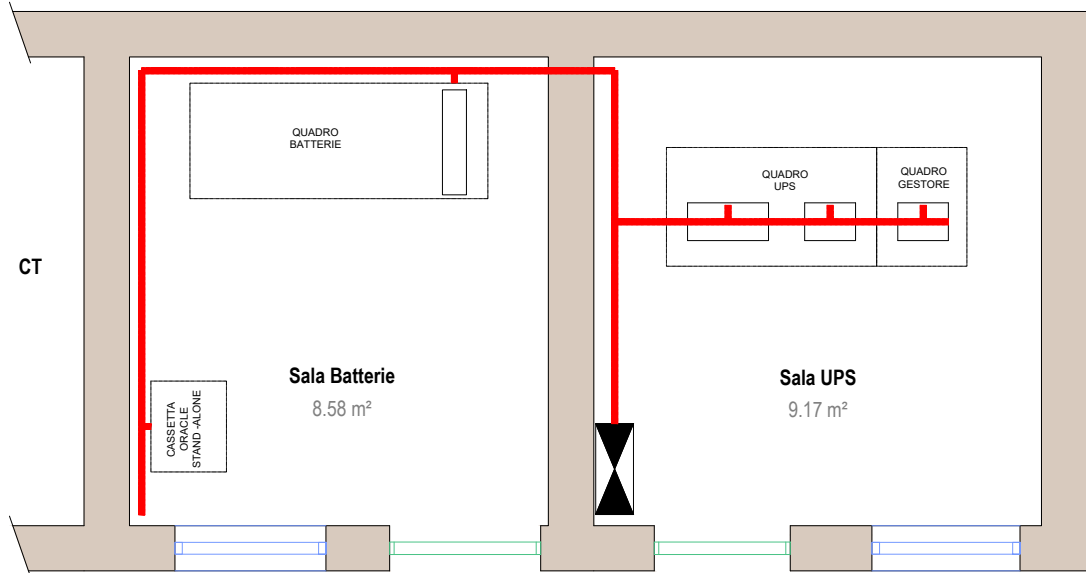 QUADRO
BATTERIE
QUADRO
UPS
QUADRO
GESTORE
CT
Sala Batterie
8.58 m²
Sala UPS
9.17 m²
CASSETTA
ORACLE
STAND -ALONE